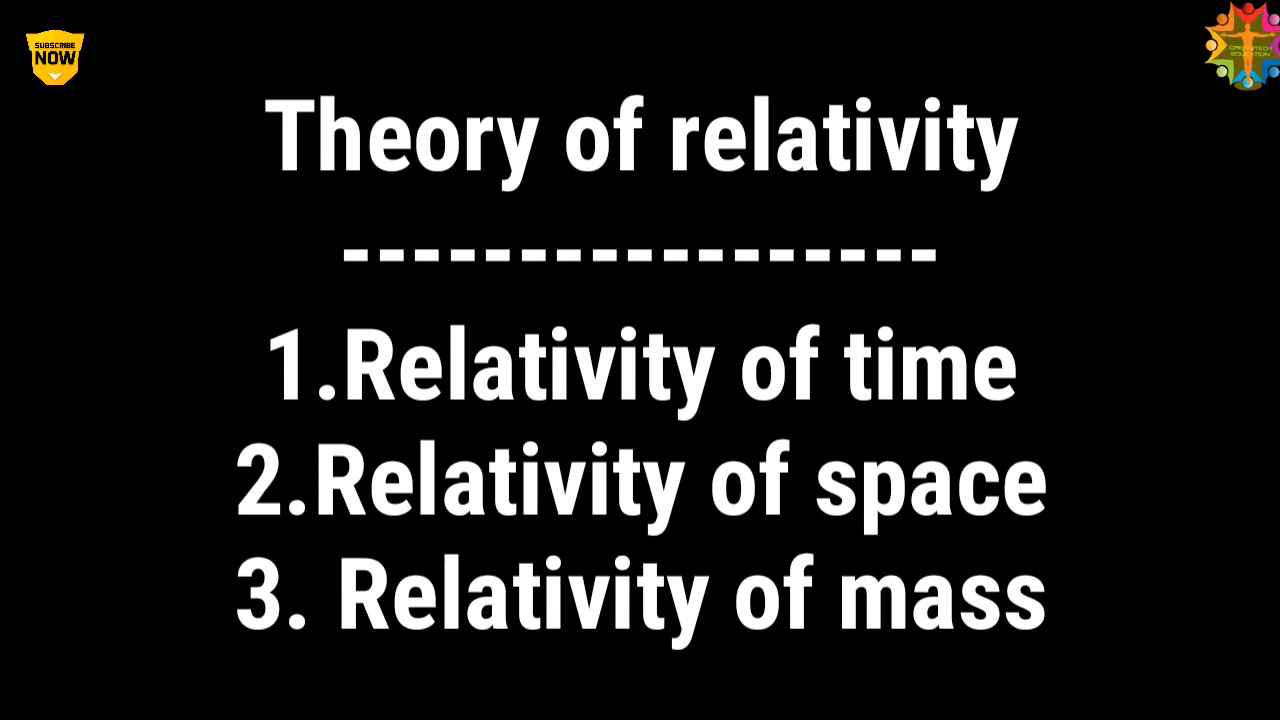 SUBSCRIBE
NOW
Theory of relativity
-----------------
1.Relativity of time
2.Relativity of space
3. Relativity of mass